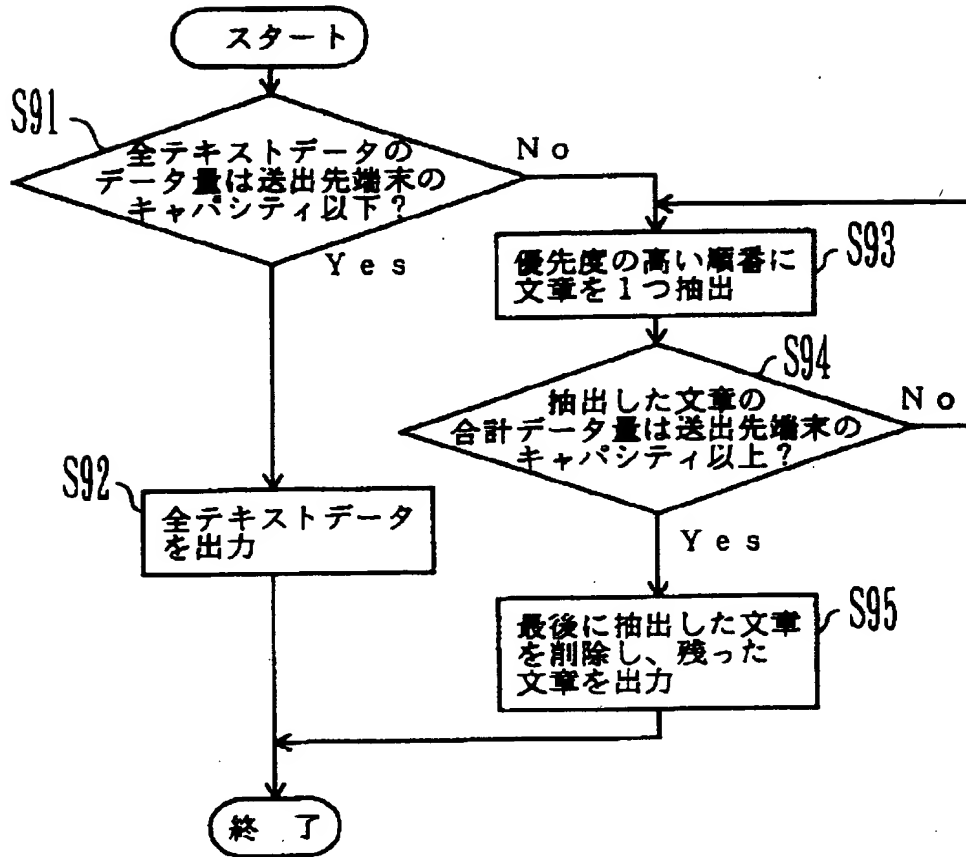 スタート
S91
全テキストデータの
データ量は送出先端末の
キャパシティ以下?
No
Yes
S93
優先度の高い順番に
文章を1つ抽出
S94
抽出した文章の
合計データ量は送出先端末の
キャパシティ以上?
No
Yes
S92
全テキストデータ
を出力
S95
最後に抽出した文章
を削除し、残った
文章を出力
終 了